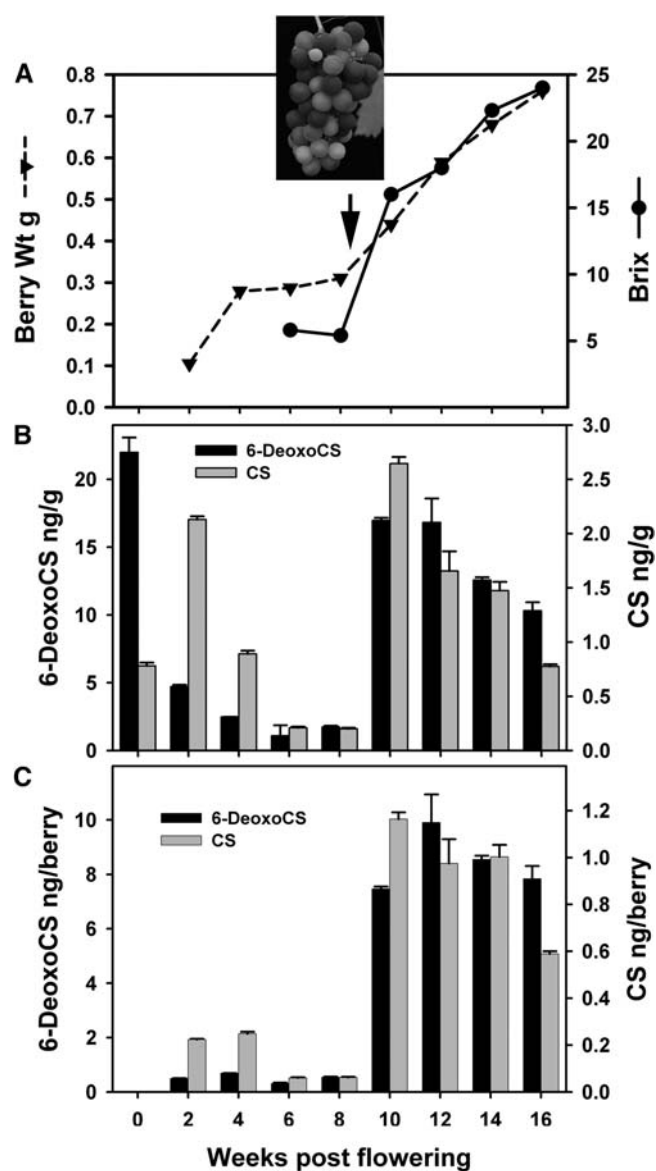 A
Berry Wt g
0.8
0.7
0.6
0.5
0.4
0.3
0.2
0.1
0.0
25
20
15
10
5
Brix
B
6-DeoxoCS ng/g
20
15
10
5
0
6-DeoxoCS
CS
3.0
2.5
2.0
1.5
1.0
0.5
0.0
CS ng/g
C
6-DeoxoCS ng/berry
10
8
6
4
2
0
6-DeoxoCS
CS
1.2
1.0
0.8
0.6
0.4
0.2
0.0
CS ng/berry
0 2 4 6 8 10 12 14 16
Weeks post flowering